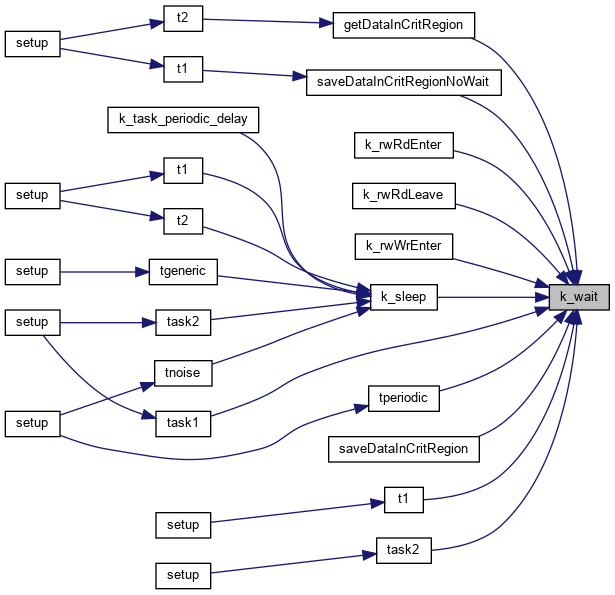 t2
getDataInCritRegion
setup
t1
saveDataInCritRegionNoWait
k_task_periodic_delay
k_rwRdEnter
t1
setup
k_rwRdLeave
t2
k_rwWrEnter
setup
tgeneric
k_sleep
k_wait
setup
task2
tnoise
tperiodic
setup
task1
saveDataInCritRegion
t1
setup
task2
setup